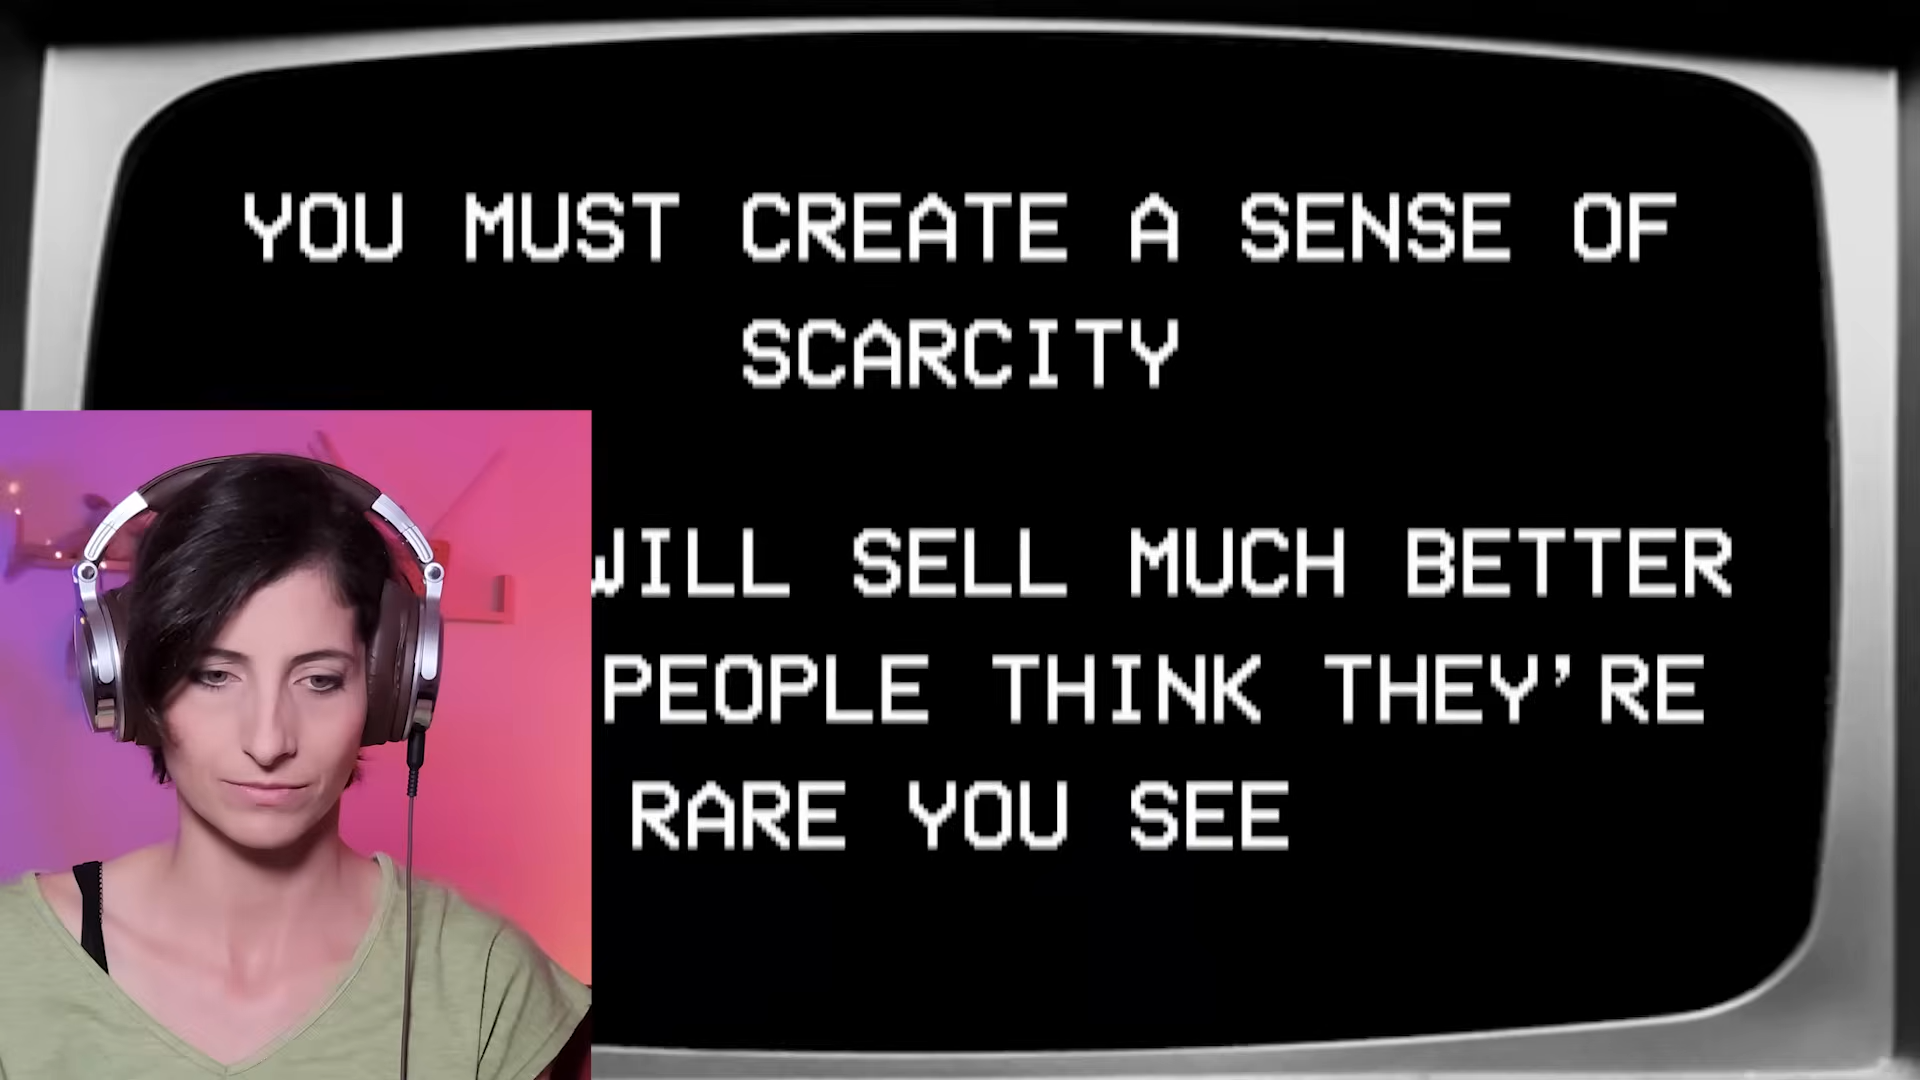 YOU MUST CREATE A SENSE OF
SCARCITY
WILL SELL MUCH BETTER
PEOPLE THINK THEY'RE
RARE YOU SEE